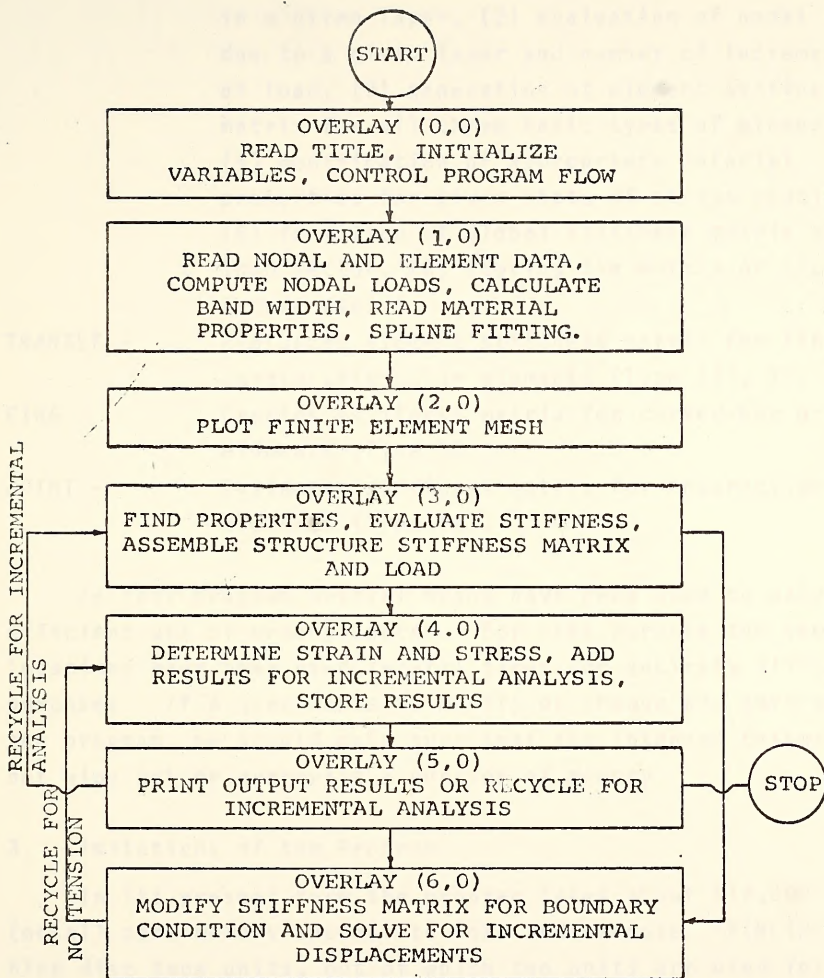 START
OVERLAY (0,0)
READ TITLE, INITIALIZE
VARIABLES, CONTROL PROGRAM FLOW
OVERLAY (1,0)
READ NODAL AND ELEMENT DATA,
COMPUTE NODAL LOADS, CALCULATE
BAND WIDTH, READ MATERIAL
PROPERTIES, SPLINE FITTING.
OVERLAY (2,0)
PLOT FINITE ELEMENT MESH
OVERLAY (3,0)
FIND PROPERTIES, EVALUATE STIFFNESS,
ASSEMBLE STRUCTURE STIFFNESS MATRIX
AND LOAD
OVERLAY (4.0)
DETERMINE STRAIN AND STRESS, ADD
RESULTS FOR INCREMENTAL ANALYSIS,
STORE RESULTS
OVERLAY (5,0)
PRINT OUTPUT RESULTS OR RECYCLE FOR
INCREMENTAL ANALYSIS
STOP
OVERLAY (6,0)
MODIFY STIFFNESS MATRIX FOR BOUNDARY
CONDITION AND SOLVE FOR INCREMENTAL
DISPLACEMENTS
RECYCLE FOR INCREMENTAL
ANALYSIS
RECYCLE FOR
NO TENSION